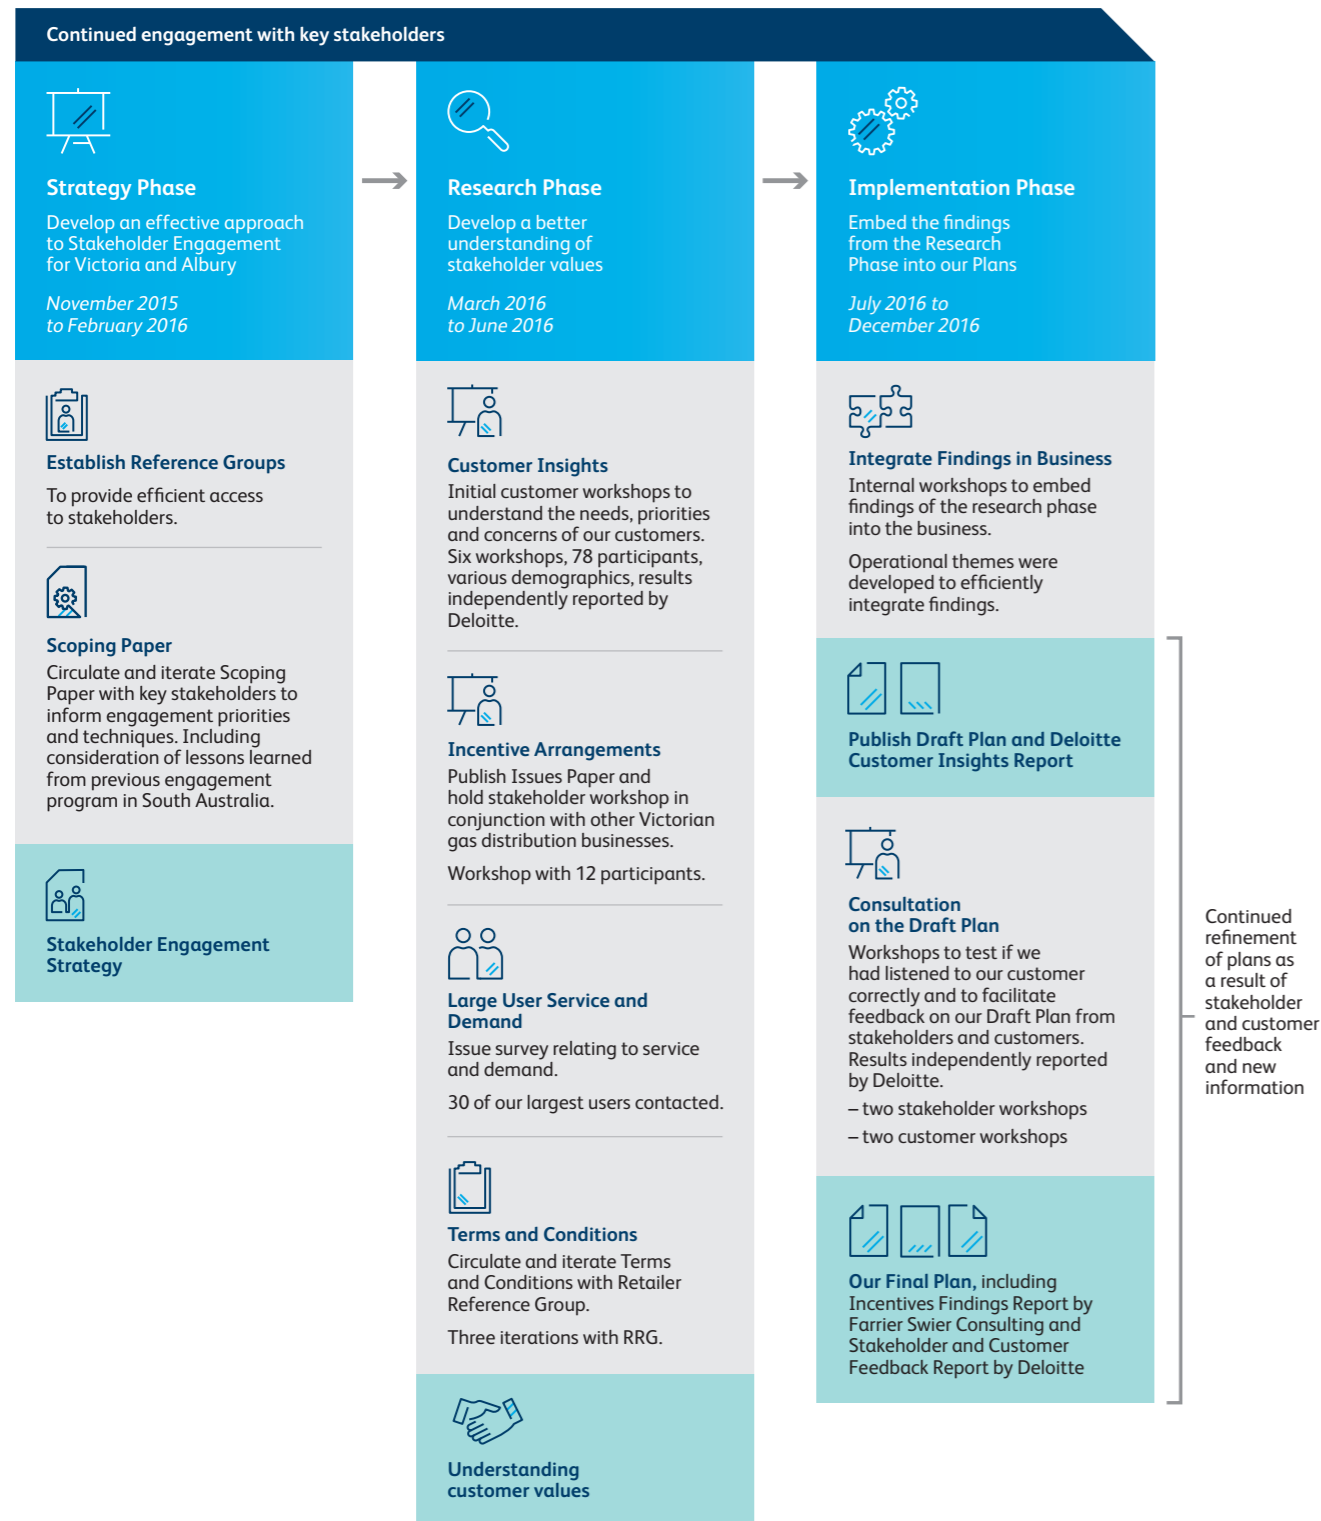 Continued engagement with key stakeholders
Strategy Phase
Develop an effective approach
to Stakeholder Engagement
for Victoria and Albury
November 2015
to February 2016
Establish Reference Groups
To provide efficient access
to stakeholders.
Scoping Paper
Circulate and iterate Scoping
Paper with key stakeholders to
inform engagement priorities
and techniques. Including
consideration of lessons learned
from previous engagement
program in South Australia.
Stakeholder Engagement
Strategy
Research Phase
Develop a better
understanding of
stakeholder values
March 2016
to June 2016
Customer Insights
Initial customer workshops to
understand the needs, priorities
and concerns of our customers.
Six workshops, 78 participants,
various demographics, results
independently reported by
Deloitte.
Incentive Arrangements
Publish Issues Paper and
hold stakeholder workshop in
conjunction with other Victorian
gas distribution businesses.
Workshop with 12 participants.
Large User Service and
Demand
Issue survey relating to service
and demand.
30 of our largest users contacted.
Terms and Conditions
Circulate and iterate Terms
and Conditions with Retailer
Reference Group.
Three iterations with RRG.
Understanding
customer values
Implementation Phase
Embed the findings
from the Research
Phase into our Plans
July 2016 to
December 2016
Integrate Findings in Business
Internal workshops to embed
findings of the research phase
into the business.
Operational themes were
developed to efficiently
integrate findings.
Publish Draft Plan and Deloitte
Customer Insights Report
Consultation
on the Draft Plan
Workshops to test if we
had listened to our customer
correctly and to facilitate
feedback on our Draft Plan from
stakeholders and customers.
Results independently reported
by Deloitte.
– two stakeholder workshops
– two customer workshops
Our Final Plan, including
Incentives Findings Report by
Farrier Swier Consulting and
Stakeholder and Customer
Feedback Report by Deloitte
Continued
refinement
of plans as
a result of
stakeholder
and customer
feedback
and new
information